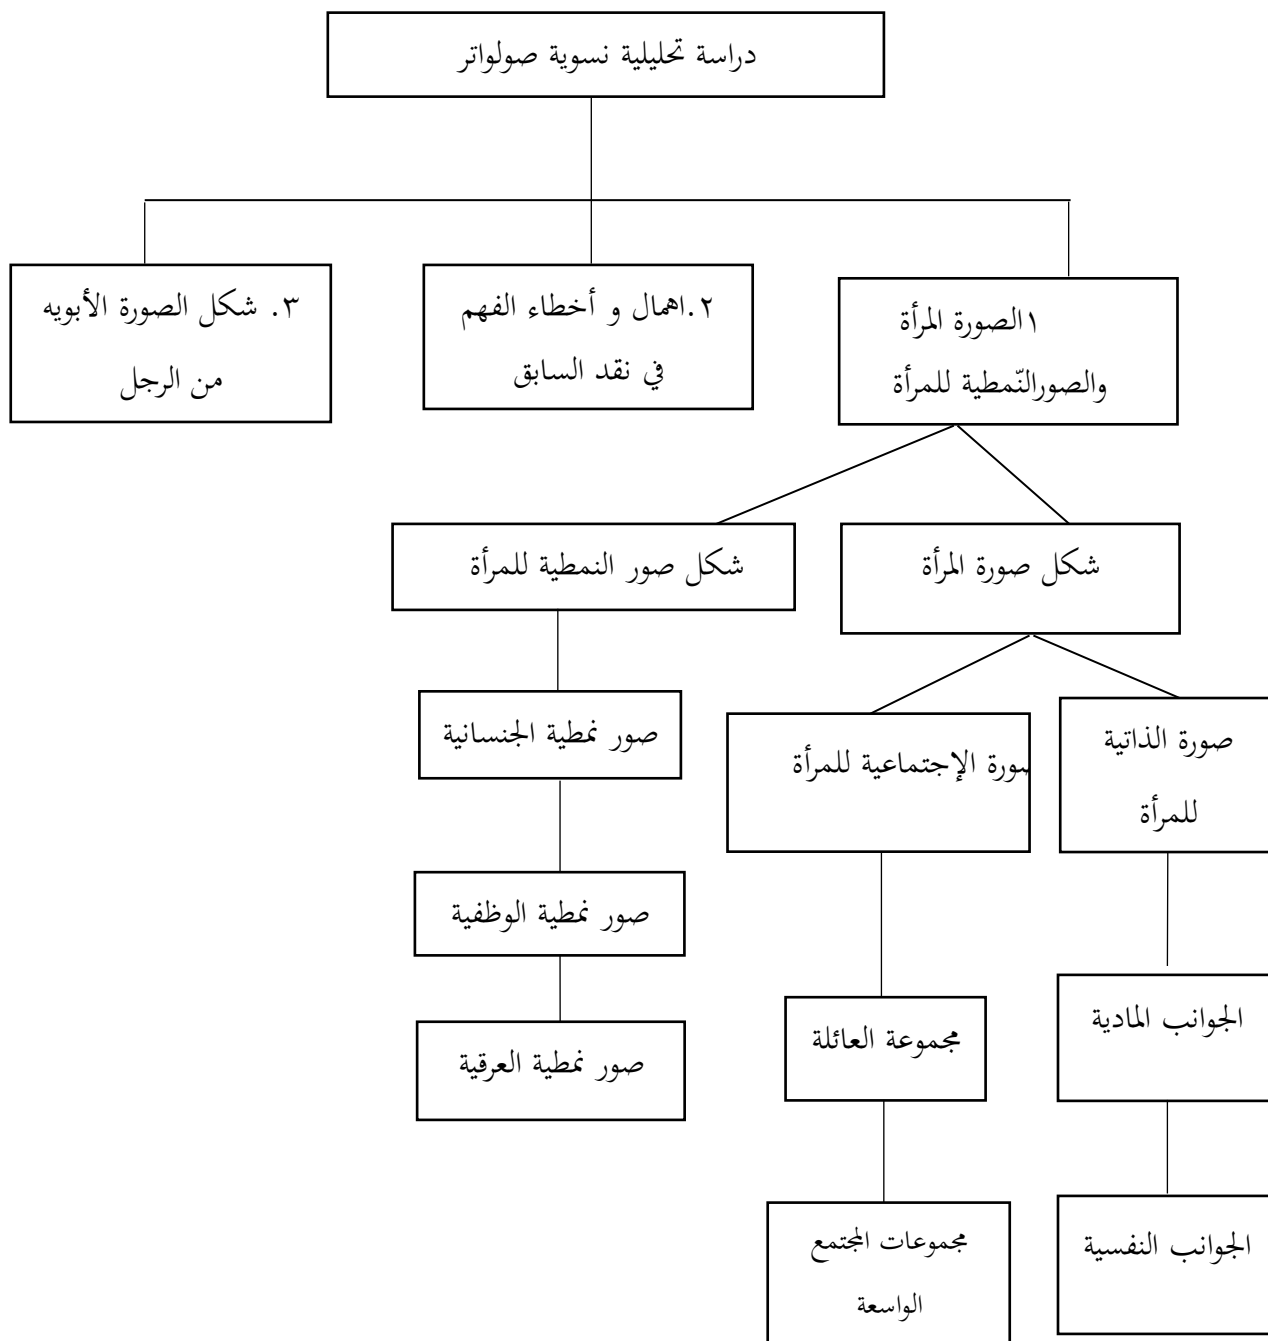 دراسة تحليلية نسوية صولواتر
١الصورة المرأة
والصورالنّمطية للمرأة
٢.اهمال و أخطاء الفهم
في نقد السابق
٣. شكل الصورة الأبويه
من الرجل
شكل صورة المرأة
شكل صور النمطية للمرأة
صورة الذاتية
للمرأة
صورة الإجتماعية للمرأة
صور نمطية الجنسانية
صور نمطية الوظفية
صور نمطية العرقية
الجوانب المادية
مجموعة العائلة
الجوانب النفسية
مجموعات المجتمع
الواسعة